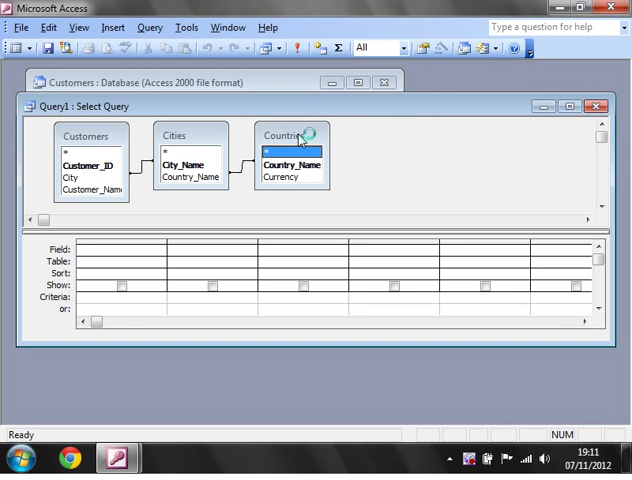 Microsoft Access
File Edit View Insert Query Tools Window Help
Type a question for help
All
Customers : Database (Access 2000 file format)
Query1 : Select Query
Customers
*
Customer_ID
City
Customer_Name
Cities
*
City_Name
Country_Name
*
Country_Name
Currency
Field:
Table:
Sort:
Show:
Criteria:
or:
Ready
NUM
19:11
07/11/2012